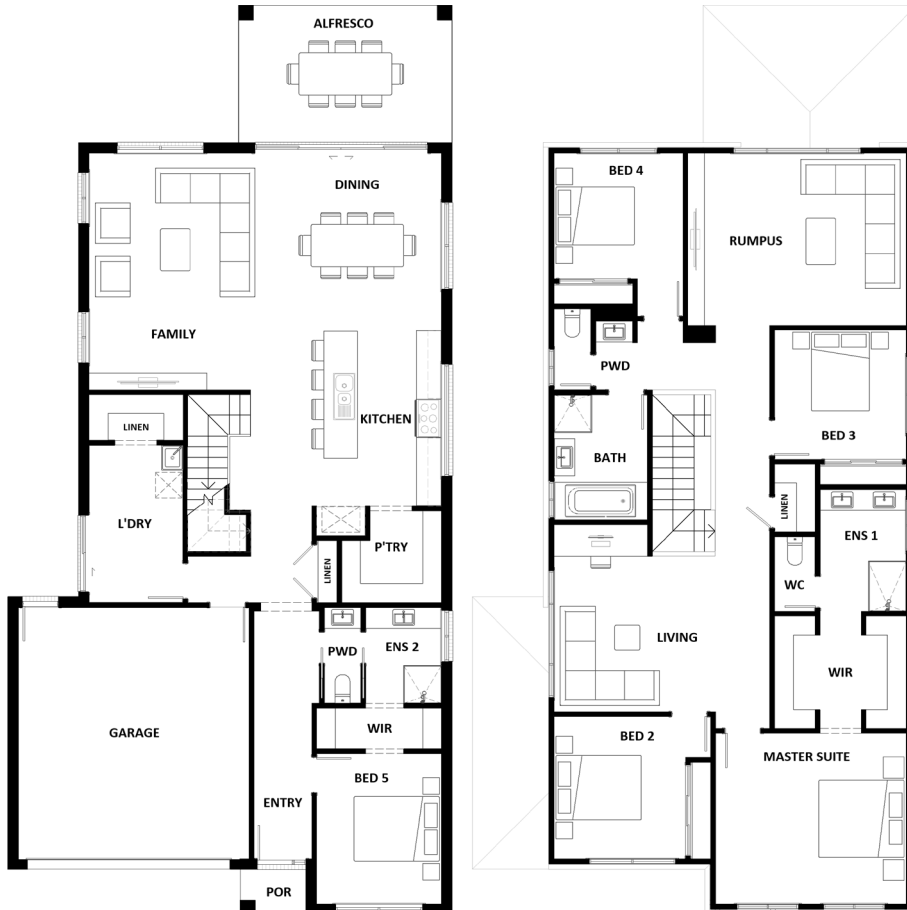 ALFRESCO
DINING
FAMILY
KITCHEN
LINEN
L'DRY
P'TRY
LINEN
PWD
ENS 2
WIR
GARAGE
BED 5
ENTRY
POR
BED 4
RUMPUS
PWD
BED 3
BATH
LINEN
ENS 1
WC
LIVING
WIR
BED 2
MASTER SUITE